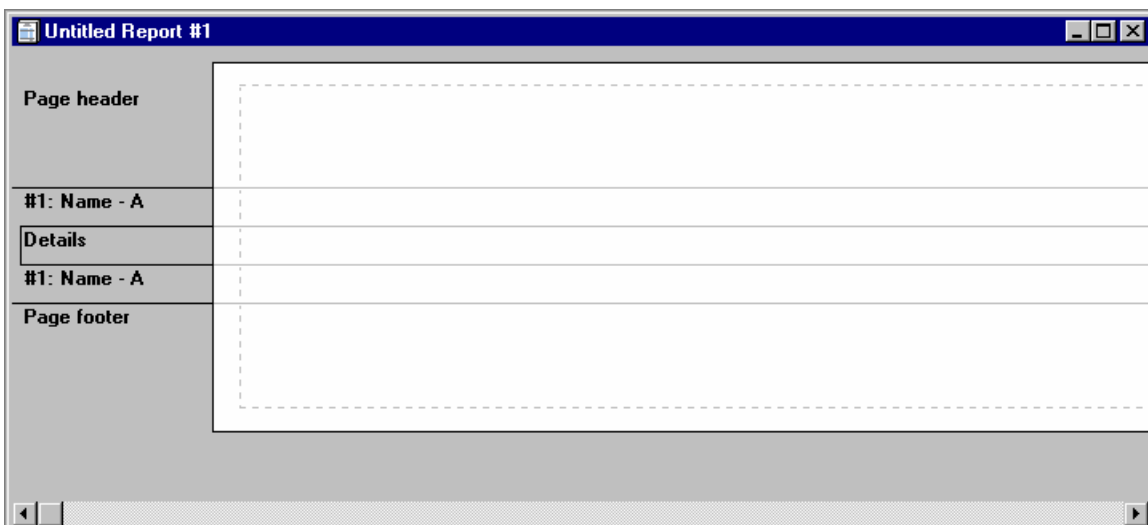 Untitled Report #1
Page header
#1: Name - A
Details
#1: Name - A
Page footer